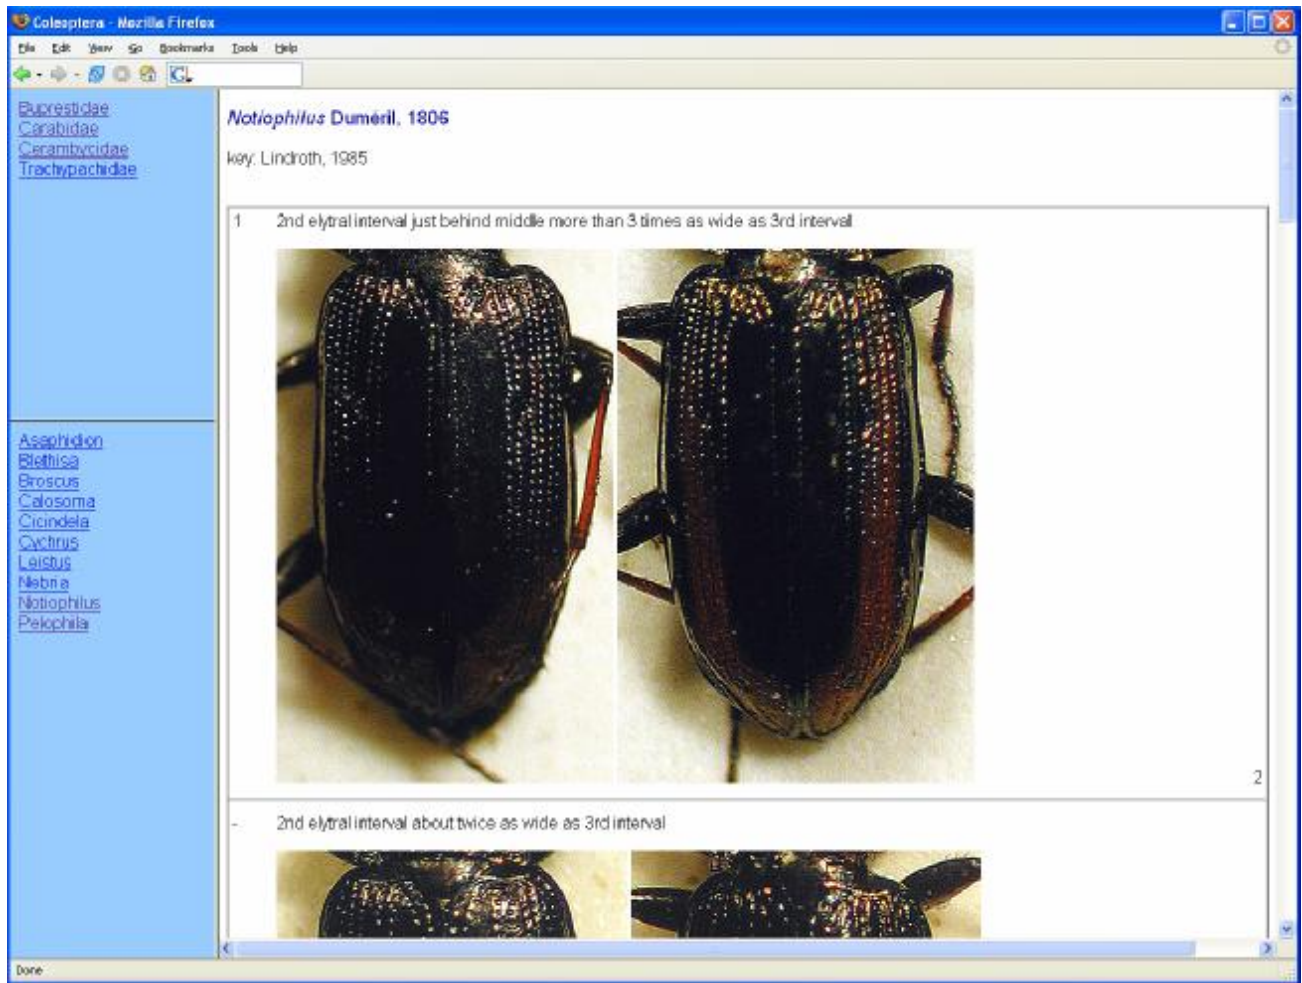 Coleoptera - Mozilla Firefox
File Edit View Go Bookmarks Tools Help
G
Buprestidae
Carabidae
Cerambycidae
Trachypachidae
Asaphidion
Blethisa
Broscus
Calosoma
Cicindela
Cychrus
Leistus
Nebria
Notiophilus
Pelophila
Notiophilus Duméril, 1806
key: Lindroth, 1985
1 2nd elytral interval just behind middle more than 3 times as wide as 3rd interval
2
- 2nd elytral interval about twice as wide as 3rd interval
Done